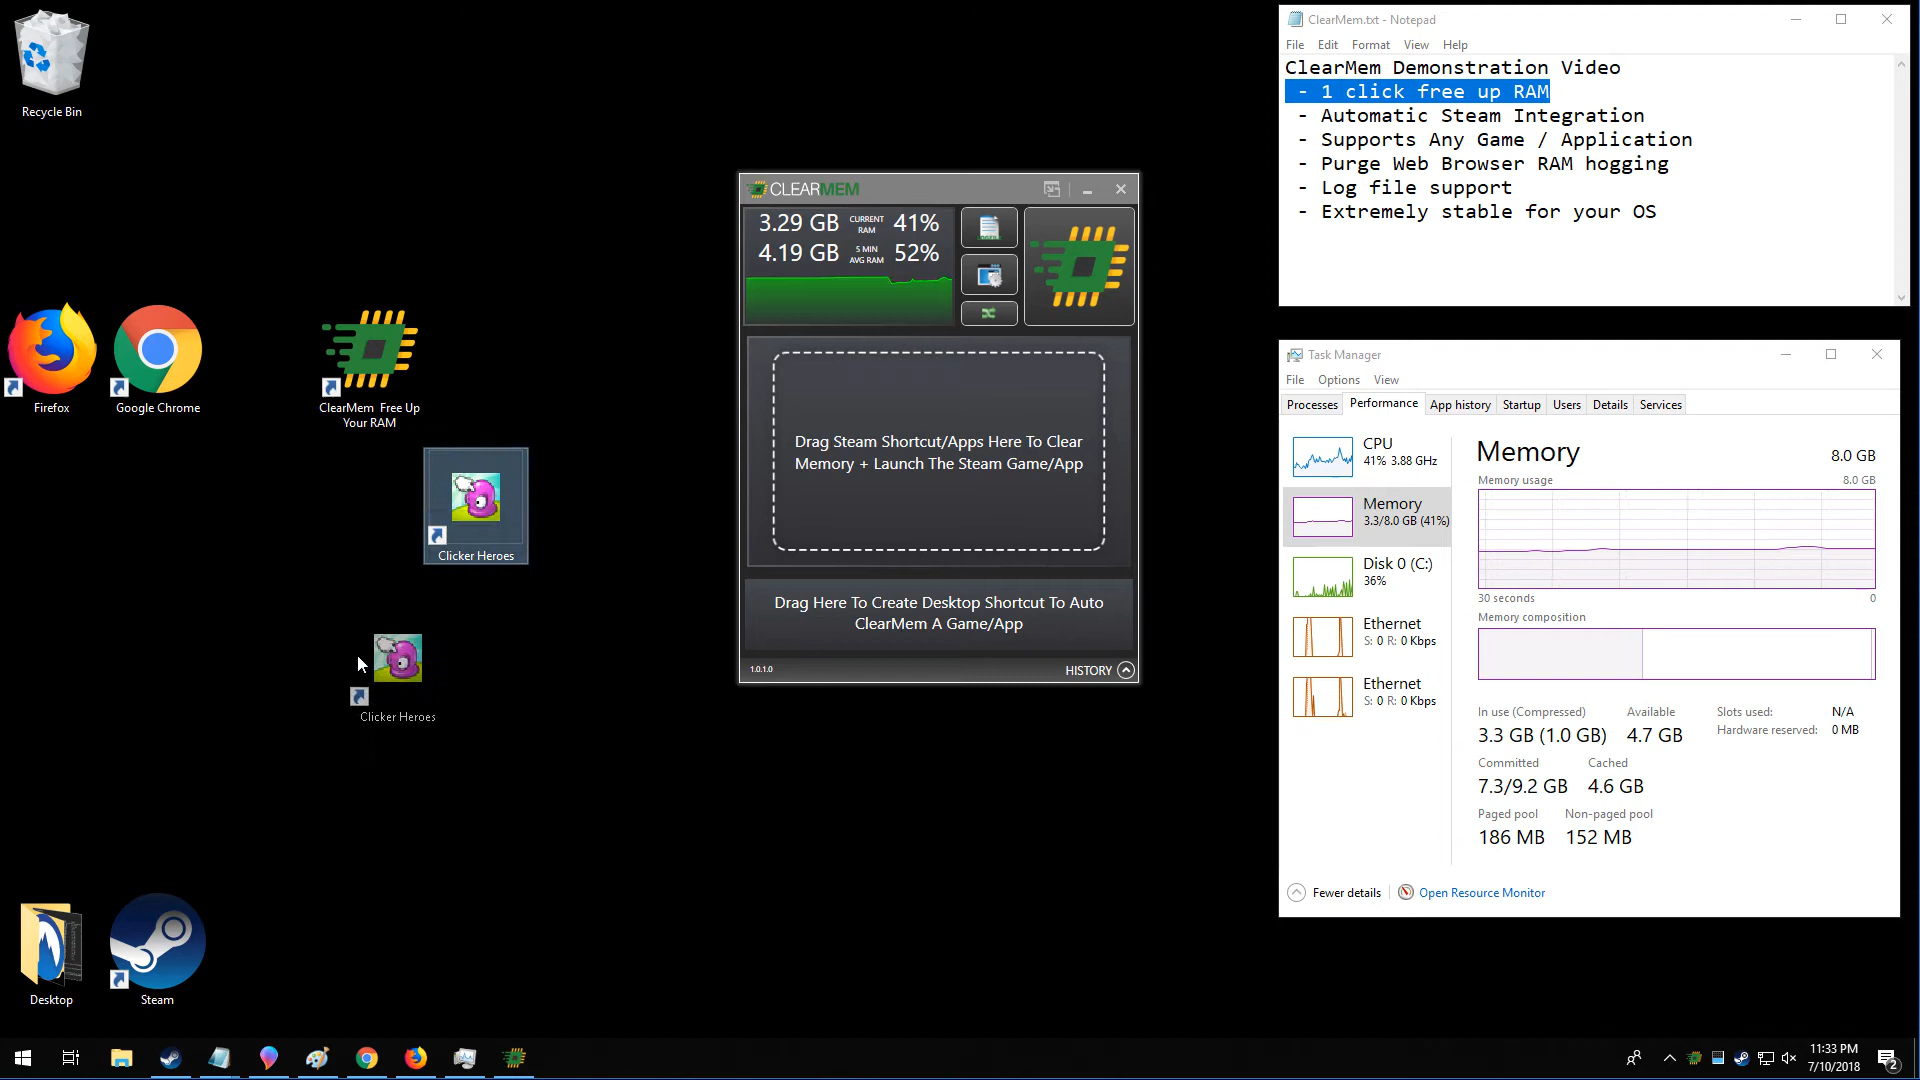 Recycle Bin
Firefox
Google Chrome
ClearMem Free Up
Your RAM
Clicker Heroes
Clicker Heroes
Desktop
Steam
CLEARMEM
3.29 GB CURRENT RAM 41%
4.19 GB 5 MIN AVG RAM 52%
Drag Steam Shortcut/Apps Here To Clear
Memory + Launch The Steam Game/App
Drag Here To Create Desktop Shortcut To Auto
ClearMem A Game/App
1.0.1.0
HISTORY
ClearMem.txt - Notepad
File Edit Format View Help
ClearMem Demonstration Video
- 1 click free up RAM
- Automatic Steam Integration
- Supports Any Game / Application
- Purge Web Browser RAM hogging
- Log file support
- Extremely stable for your OS
Task Manager
File Options View
Processes Performance App history Startup Users Details Services
CPU
41% 3.88 GHz
Memory
3.3/8.0 GB (41%)
Disk 0 (C:)
36%
Ethernet
S: 0 R: 0 Kbps
Ethernet
S: 0 R: 0 Kbps
Memory 8.0 GB
Memory usage 8.0 GB
30 seconds 0
Memory composition
In use (Compressed) Available Slots used: N/A
3.3 GB (1.0 GB) 4.7 GB Hardware reserved: 0 MB
Committed Cached
7.3/9.2 GB 4.6 GB
Paged pool Non-paged pool
186 MB 152 MB
Fewer details Open Resource Monitor
11:33 PM
7/10/2018
2